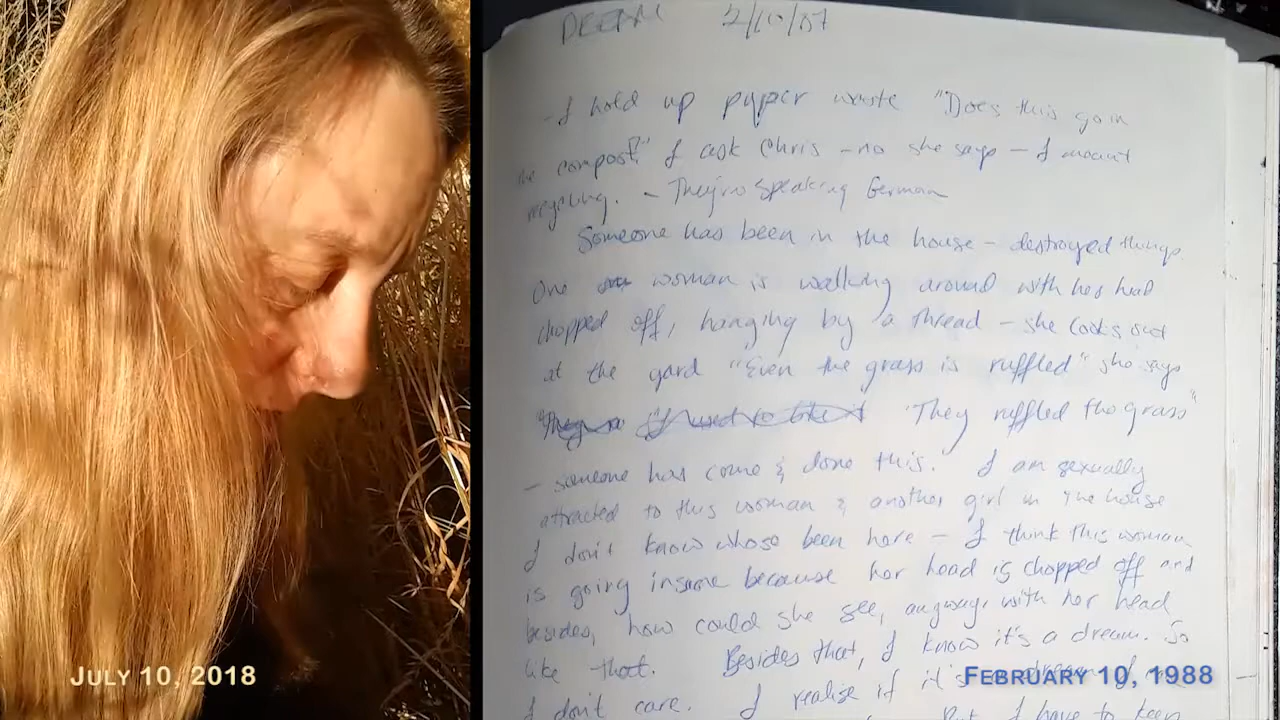 DREAM 2/10/07
- I hold up paper waste "Does this go in
the compost?" I ask Chris - no she says - I meant
recycling. - They're speaking German
Someone has been in the house - destroyed things.
One woman is walking around with her head
chopped off, hanging by a thread - she looks out
at the yard "Even the grass is ruffled" she says
"They ruffled the grass"
- someone has come & done this. I am sexually
attracted to this woman & another girl in the house
I don't know whose been here - I think this woman
is going insane because her head is chopped off and
besides, how could she see, anyway, with her head
like that. Besides that, I know it's a dream. So
I don't care. I realise if it's
But I have to keep
JULY 10, 2018
FEBRUARY 10, 1988